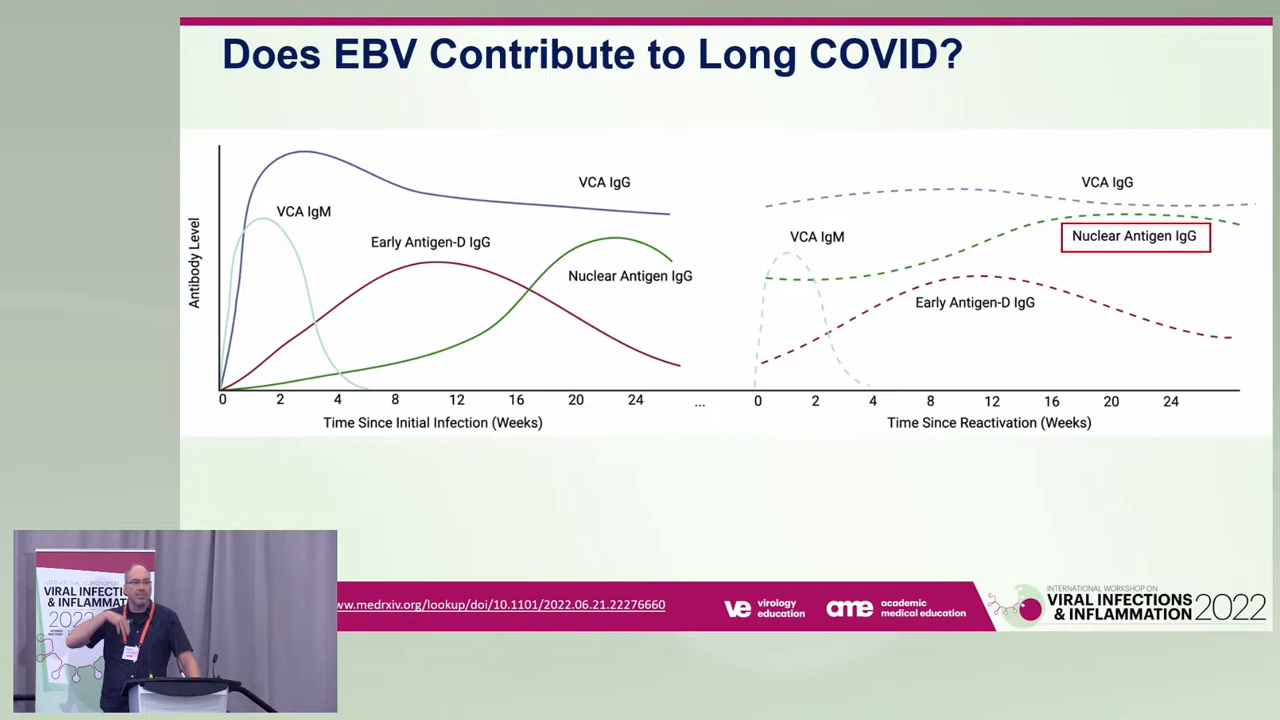 Does EBV Contribute to Long COVID?
VCA IgG
VCA IgM
Early Antigen-D IgG
Nuclear Antigen IgG
Antibody Level
0 2 4 8 12 16 20 24
Time Since Initial Infection (Weeks)
...
VCA IgG
Nuclear Antigen IgG
VCA IgM
Early Antigen-D IgG
0 2 4 8 12 16 20 24
Time Since Reactivation (Weeks)
ww.medrxiv.org/lookup/doi/10.1101/2022.06.21.22276660
ve virology
education
ame academic
medical education
INTERNATIONAL WORKSHOP ON
VIRAL INFECTIONS
& INFLAMMATION 2022
VIRAL INFECTIONS
& INFLAMMA